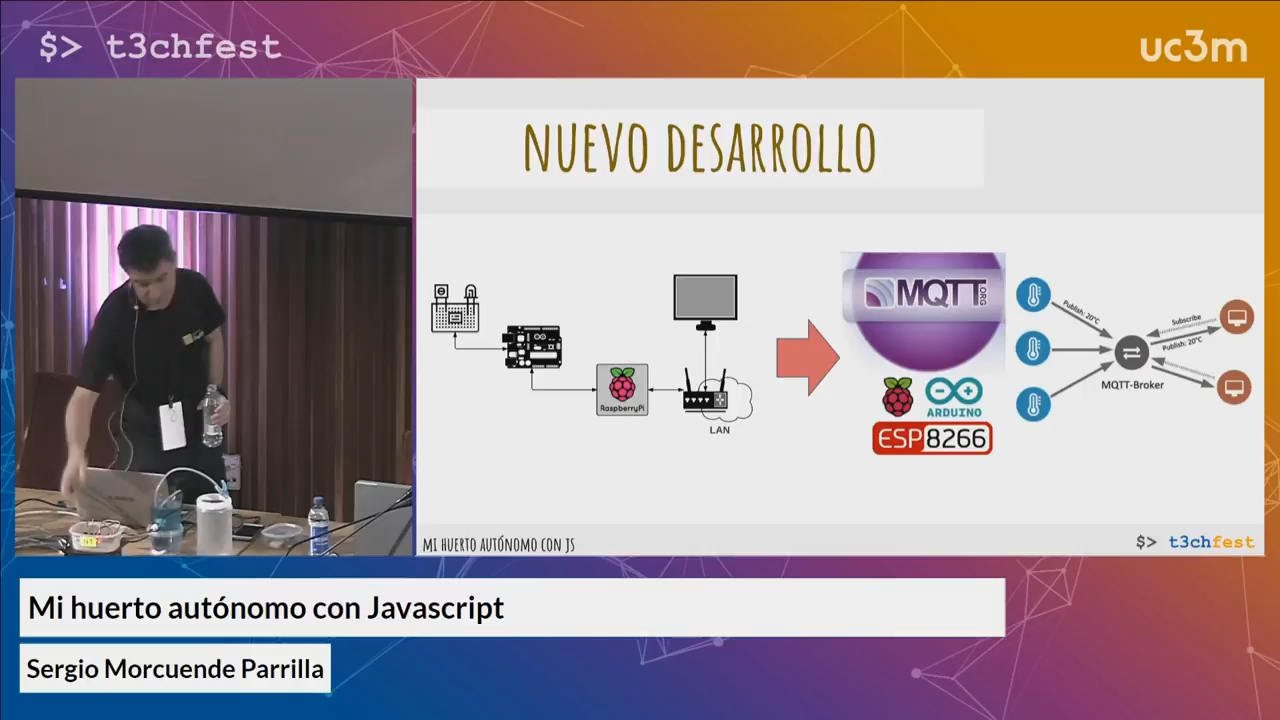 $> t3chfest
uc3m
NUEVO DESARROLLO
RaspberryPi
LAN
MQTT
.ORG
ARDUINO
ESP8266
Publish: 20°C
Subscribe
Publish: 20°C
MQTT-Broker
MI HUERTO AUTÓNOMO CON JS
$> t3chfest
Mi huerto autónomo con Javascript
Sergio Morcuende Parrilla